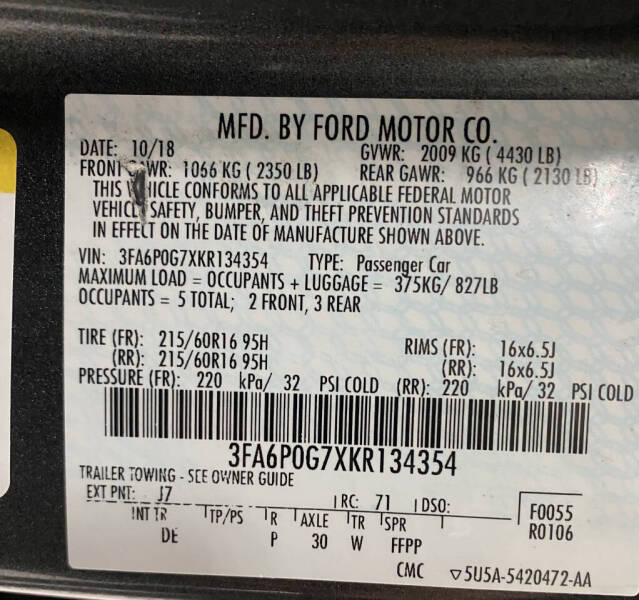 MFD. BY FORD MOTOR CO.
DATE: 10/18 GVWR: 2009 KG ( 4430 LB)
FRONT GAWR: 1066 KG ( 2350 LB) REAR GAWR: 966 KG ( 2130 LB)
THIS VEHICLE CONFORMS TO ALL APPLICABLE FEDERAL MOTOR
VEHICLE SAFETY, BUMPER, AND THEFT PREVENTION STANDARDS
IN EFFECT ON THE DATE OF MANUFACTURE SHOWN ABOVE.
VIN: 3FA6P0G7XKR134354 TYPE: Passenger Car
MAXIMUM LOAD = OCCUPANTS + LUGGAGE = 375KG/ 827LB
OCCUPANTS = 5 TOTAL; 2 FRONT, 3 REAR
TIRE (FR): 215/60R16 95H RIMS (FR): 16x6.5J
(RR): 215/60R16 95H (RR): 16x6.5J
PRESSURE (FR): 220 kPa/ 32 PSI COLD (RR): 220 kPa/ 32 PSI COLD
3FA6P0G7XKR134354
TRAILER TOWING - SEE OWNER GUIDE
EXT PNT: J7 RC: 71 DSO: F0055
INT TR TP/PS R AXLE TR SPR R0106
DE P 30 W FFPP
CMC ▽5U5A-5420472-AA